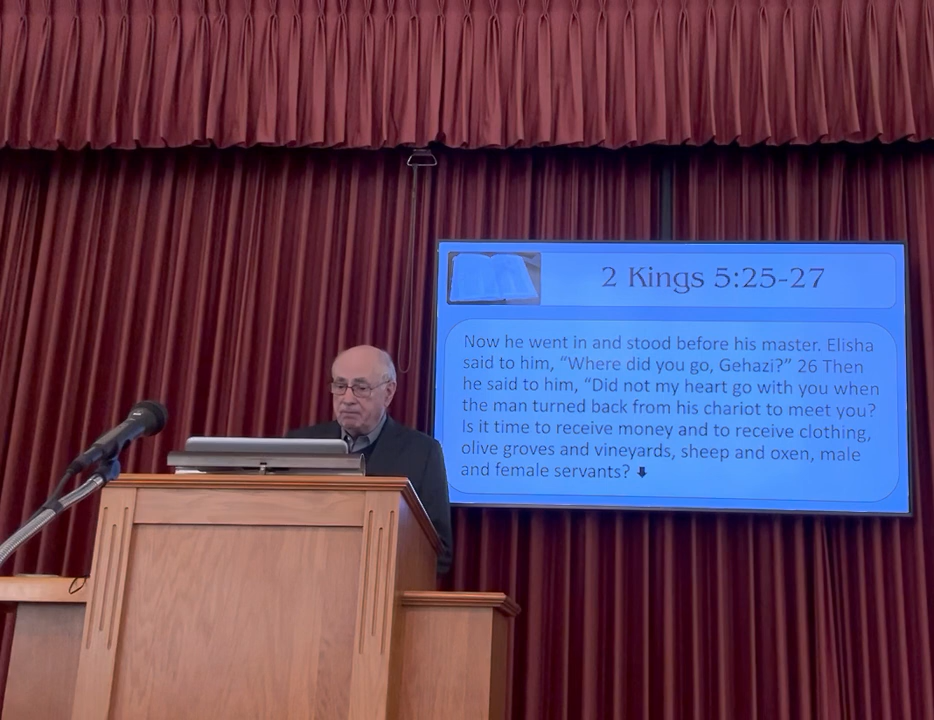 2 Kings 5:25-27
Now he went in and stood before his master. Elisha
said to him, “Where did you go, Gehazi?” 26 Then
he said to him, “Did not my heart go with you when
the man turned back from his chariot to meet you?
Is it time to receive money and to receive clothing,
olive groves and vineyards, sheep and oxen, male
and female servants?